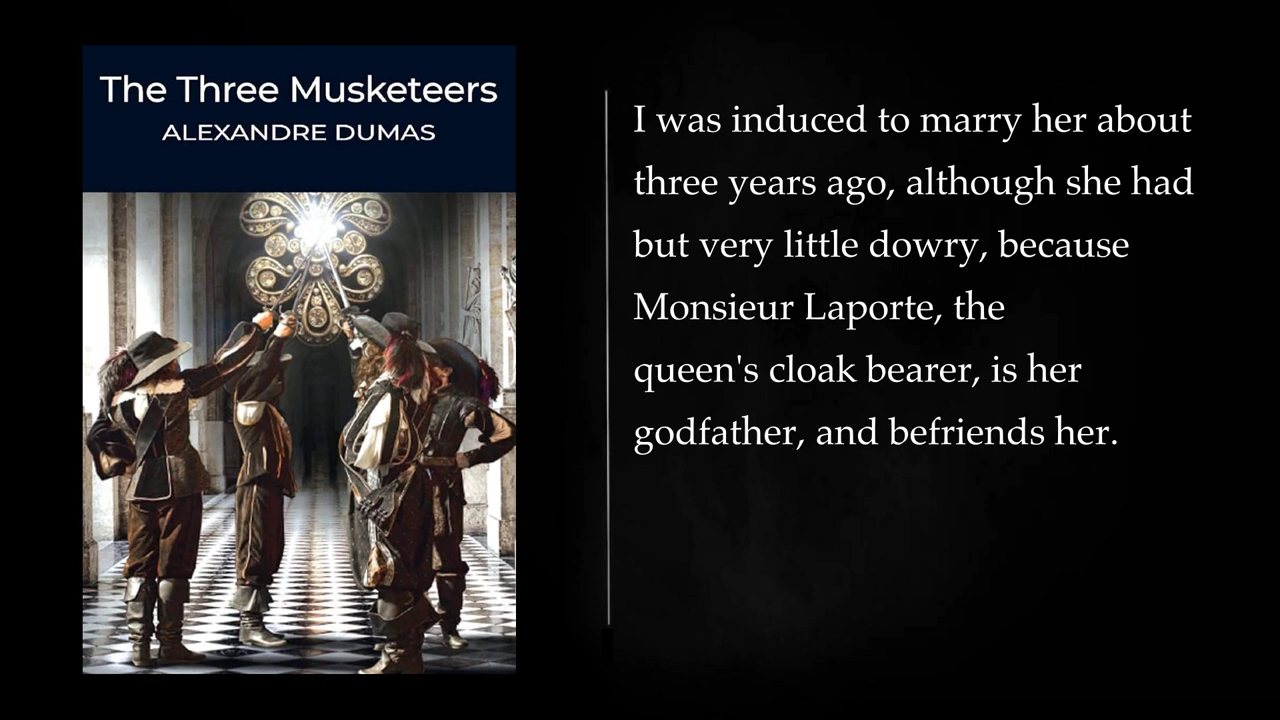 The Three Musketeers
ALEXANDRE DUMAS
I was induced to marry her about
three years ago, although she had
but very little dowry, because
Monsieur Laporte, the
queen's cloak bearer, is her
godfather, and befriends her.